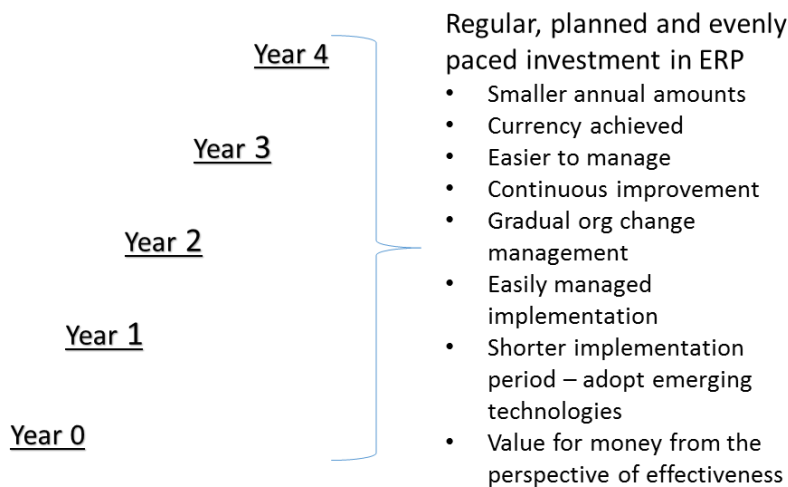 Year 4
Year 3
Year 2
Year 1
Year 0
Regular, planned and evenly
paced investment in ERP
• Smaller annual amounts
• Currency achieved
• Easier to manage
• Continuous improvement
• Gradual org change
management
• Easily managed
implementation
• Shorter implementation
period – adopt emerging
technologies
• Value for money from the
perspective of effectiveness